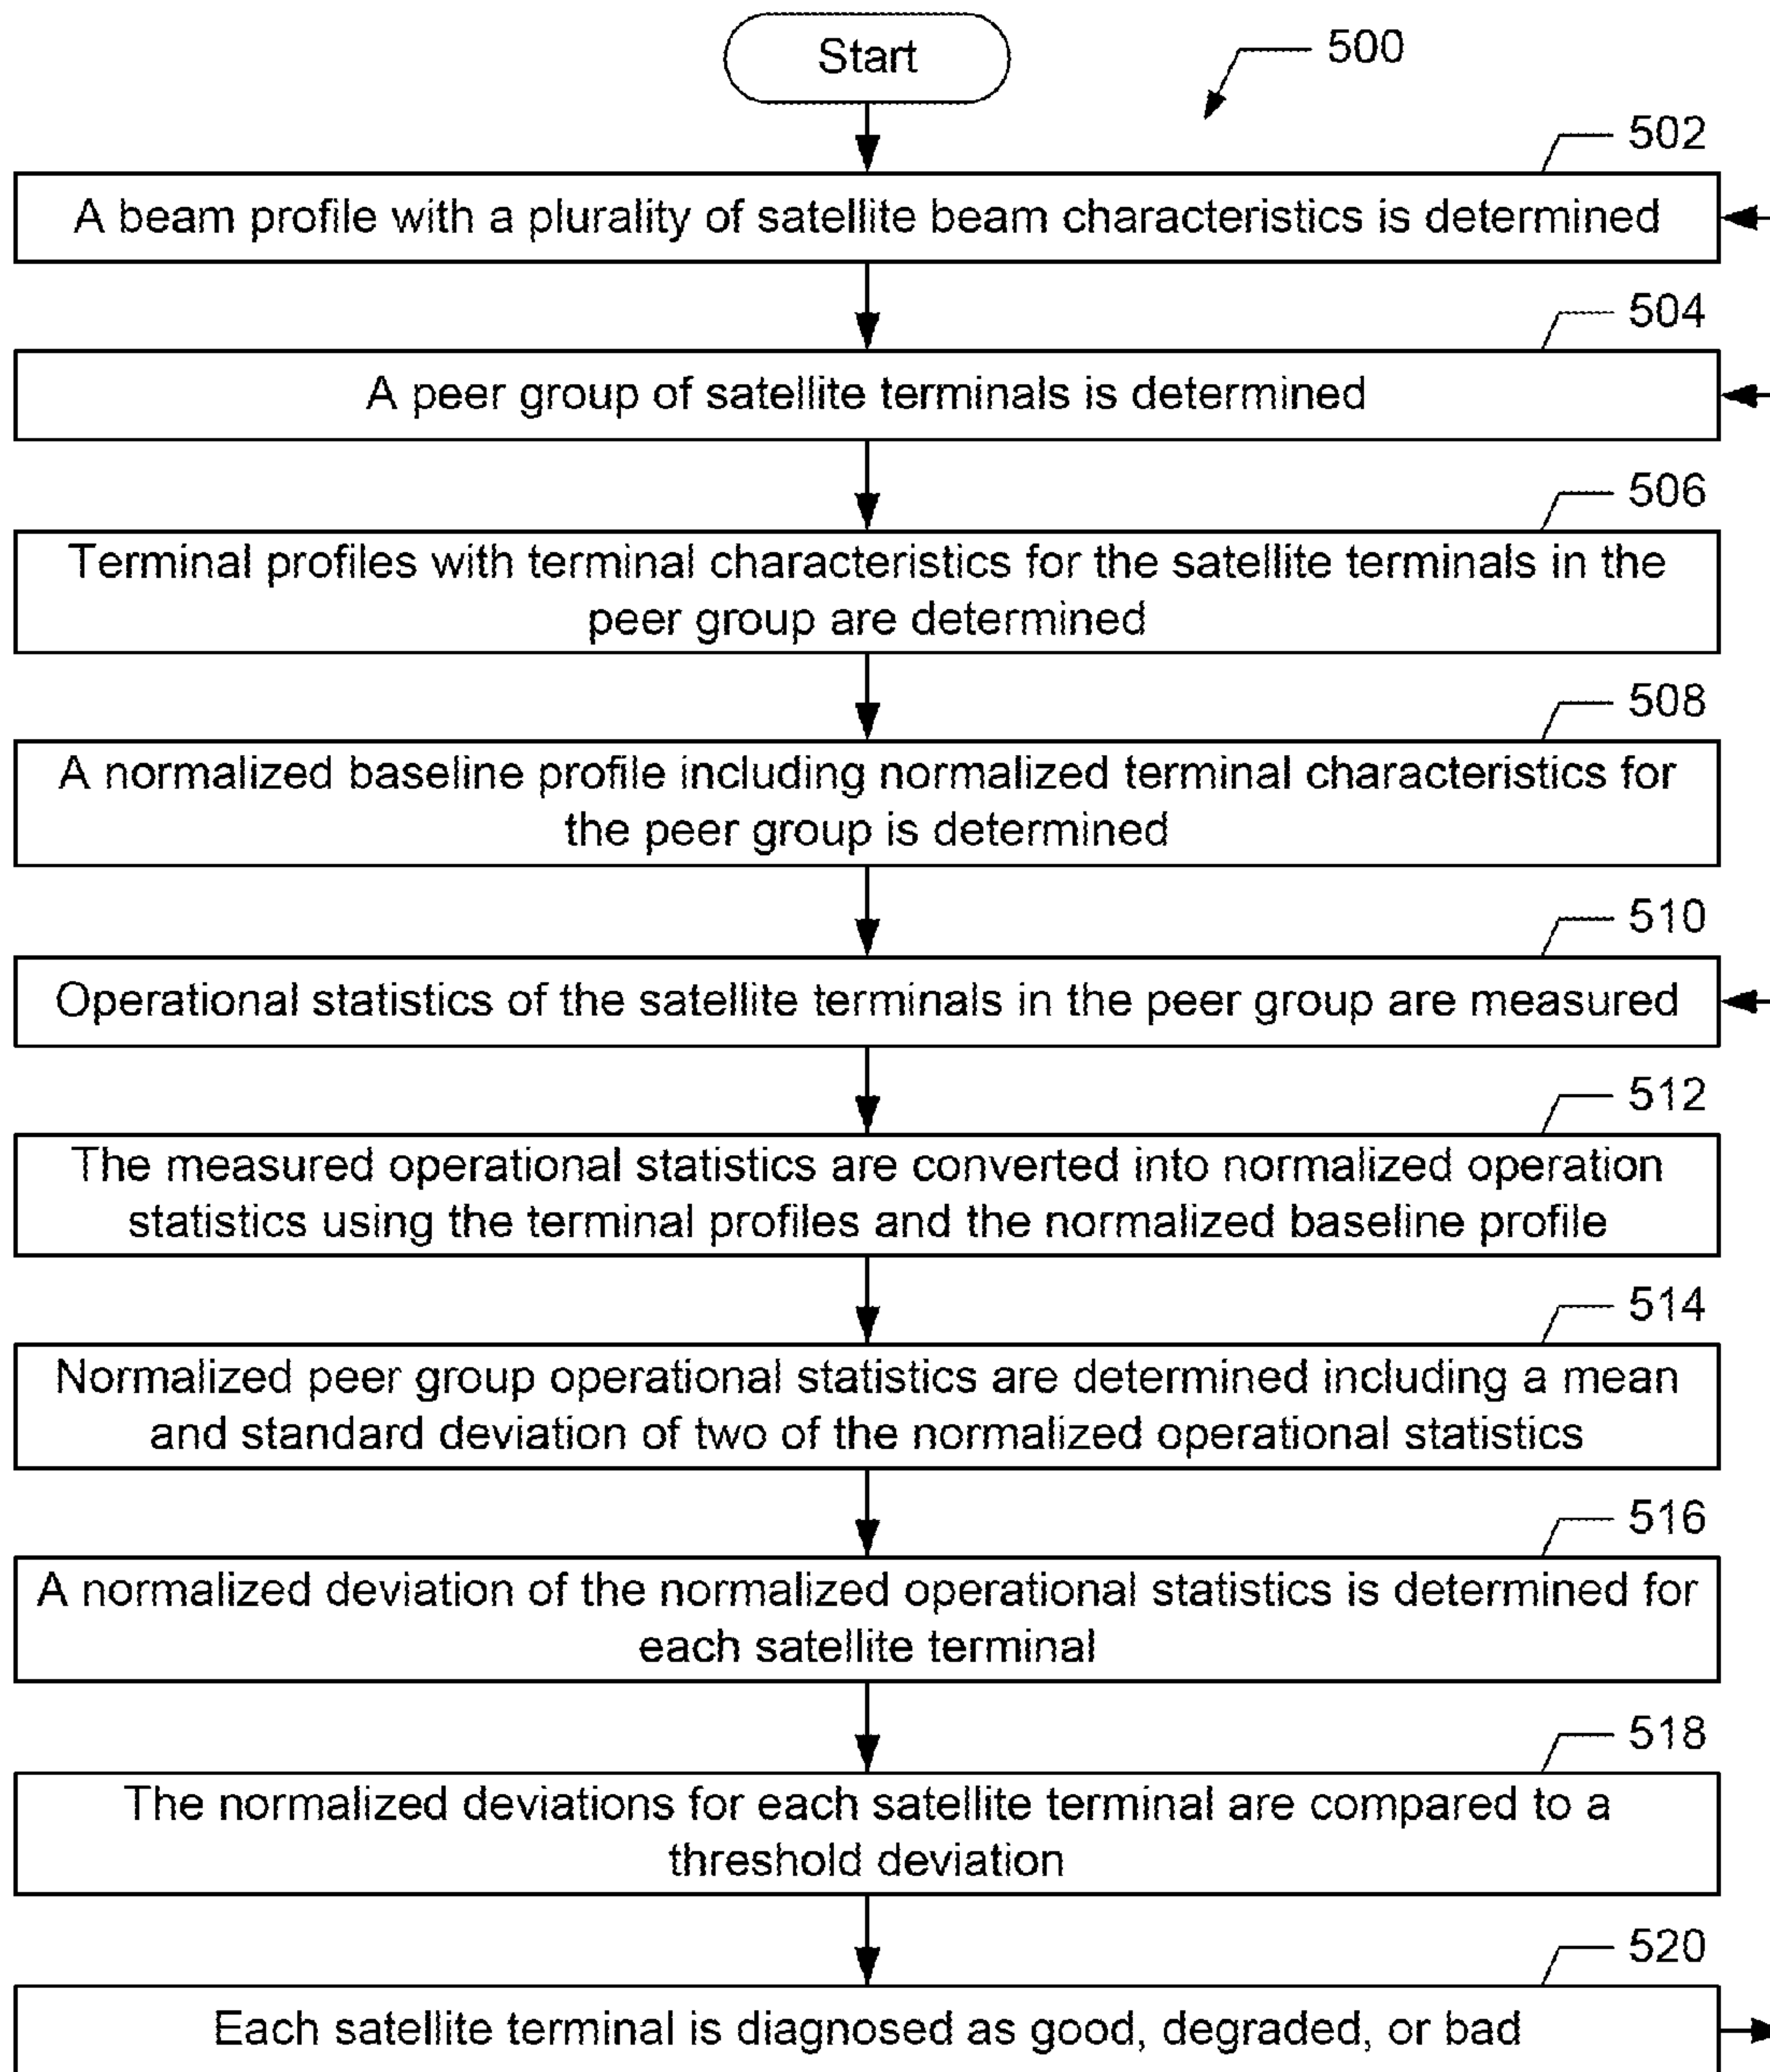 Start
500
502
A beam profile with a plurality of satellite beam characteristics is determined
504
A peer group of satellite terminals is determined
506
Terminal profiles with terminal characteristics for the satellite terminals in the
peer group are determined
508
A normalized baseline profile including normalized terminal characteristics for
the peer group is determined
510
Operational statistics of the satellite terminals in the peer group are measured
512
The measured operational statistics are converted into normalized operation
statistics using the terminal profiles and the normalized baseline profile
514
Normalized peer group operational statistics are determined including a mean
and standard deviation of two of the normalized operational statistics
516
A normalized deviation of the normalized operational statistics is determined for
each satellite terminal
518
The normalized deviations for each satellite terminal are compared to a
threshold deviation
520
Each satellite terminal is diagnosed as good, degraded, or bad